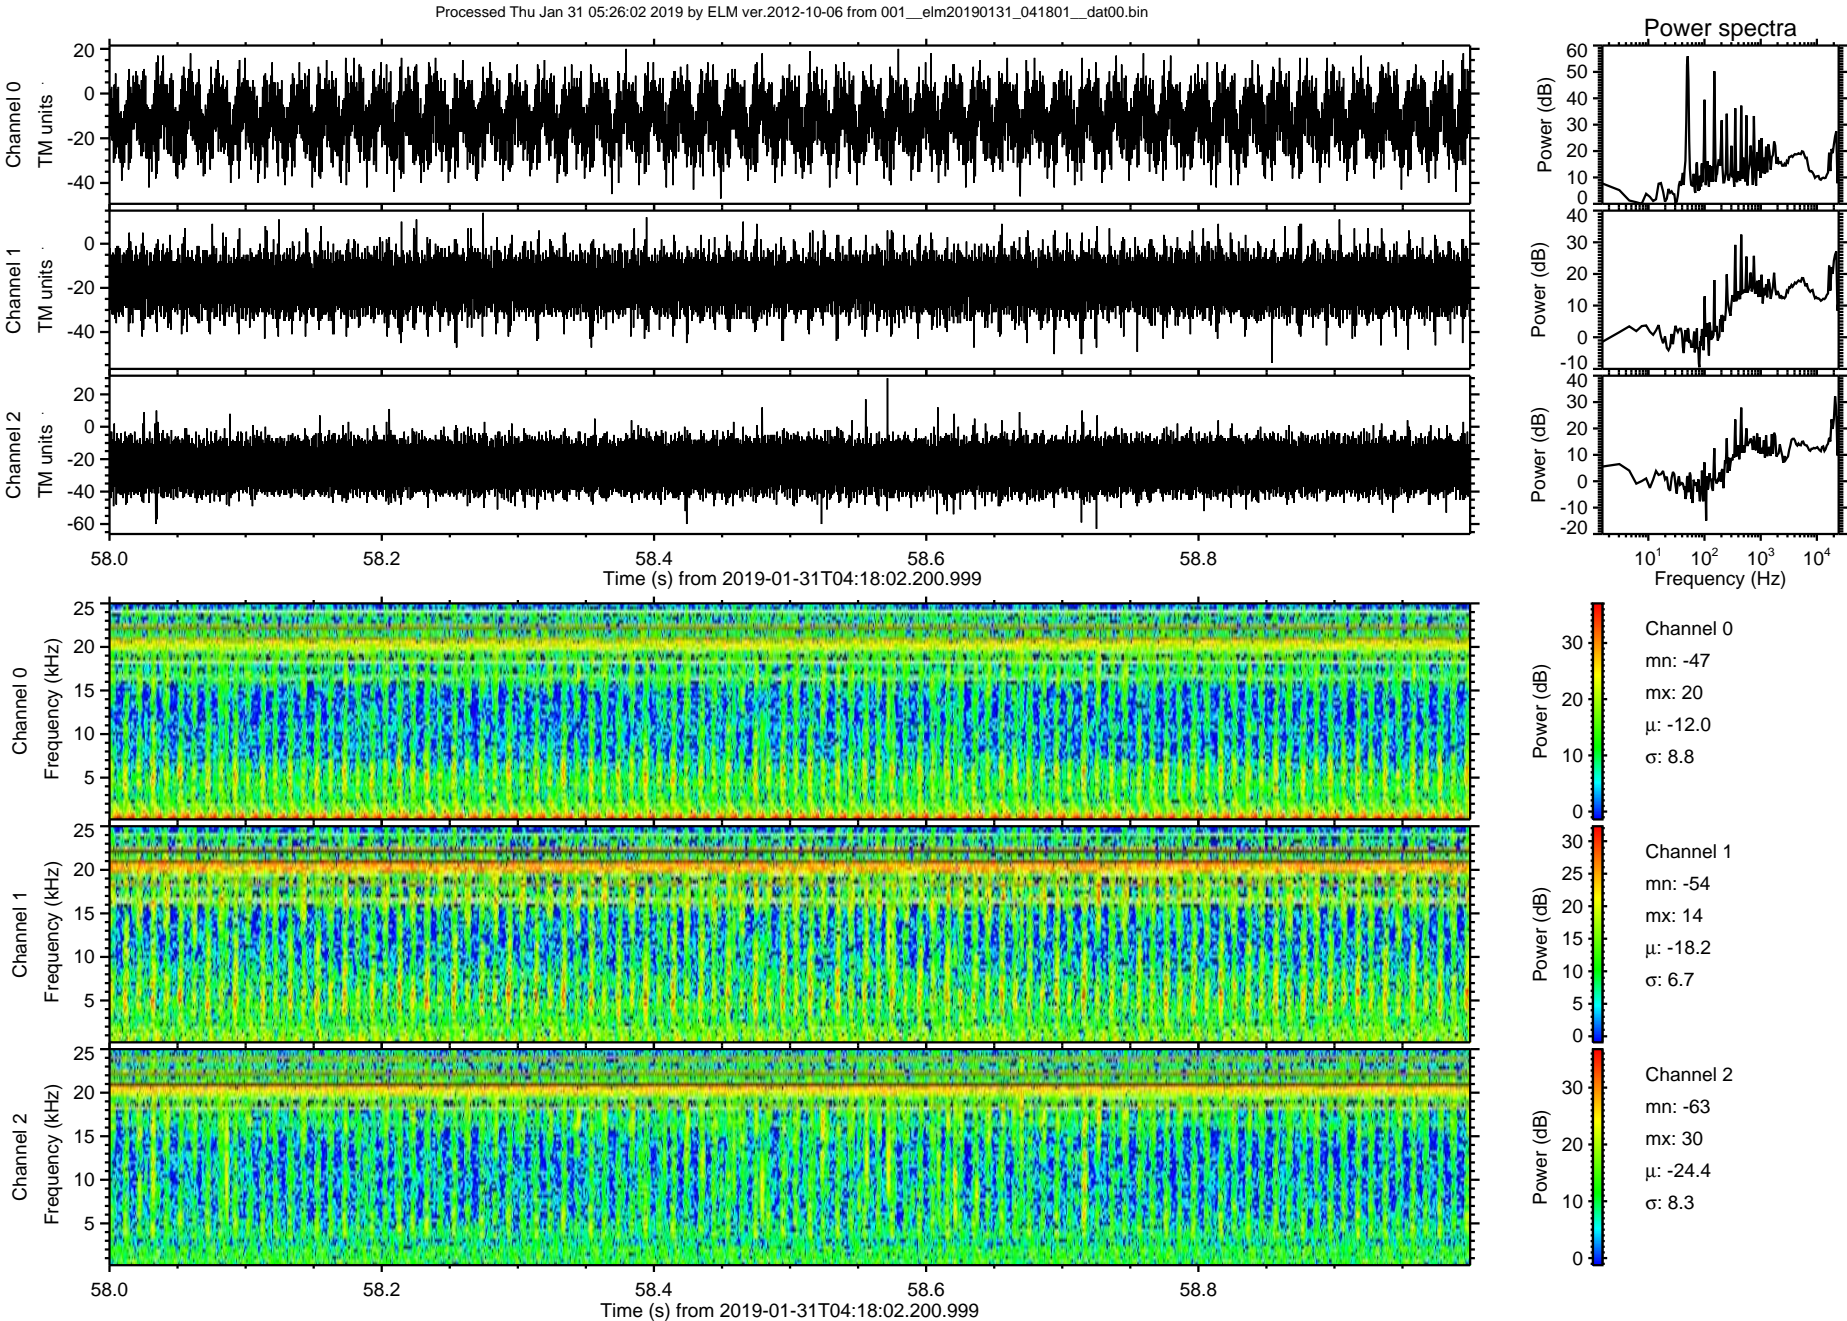 Processed Thu Jan 31 05:26:02 2019 by ELM ver.2012-10-06 from 001__elm20190131_041801__dat00.bin
Power spectra
Channel 0
TM units
20
0
-20
-40
Power (dB)
60
50
40
30
20
10
0
Channel 1
TM units
0
-20
-40
Power (dB)
40
30
20
10
0
-10
Channel 2
TM units
20
0
-20
-40
-60
Power (dB)
40
30
20
10
0
-10
-20
58.0 58.2 58.4 58.6 58.8
Time (s) from 2019-01-31T04:18:02.200.999
10¹ 10² 10³ 10⁴
Frequency (Hz)
Channel 0
Frequency (kHz)
25
20
15
10
5
Power (dB)
30
20
10
0
Channel 0
mn: -47
mx: 20
μ: -12.0
σ: 8.8
Channel 1
Frequency (kHz)
25
20
15
10
5
Power (dB)
30
25
20
15
10
5
0
Channel 1
mn: -54
mx: 14
μ: -18.2
σ: 6.7
Channel 2
Frequency (kHz)
25
20
15
10
5
Power (dB)
30
20
10
0
Channel 2
mn: -63
mx: 30
μ: -24.4
σ: 8.3
58.0 58.2 58.4 58.6 58.8
Time (s) from 2019-01-31T04:18:02.200.999